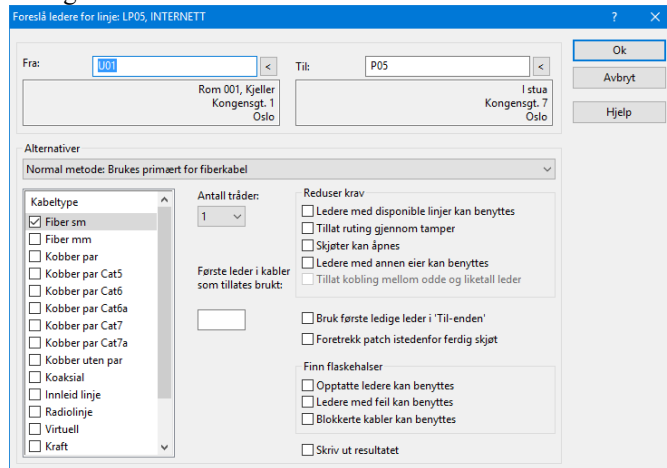 Foreslå ledere for linje: LP05, INTERNETT
?
Ok
Avbryt
Hjelp
Fra:
U01
<
Rom 001, Kjeller
Kongensgt. 1
Oslo
Til:
P05
<
I stua
Kongensgt. 7
Oslo
Alternativer
Normal metode: Brukes primært for fiberkabel
Kabeltype
Fiber sm
Fiber mm
Kobber par
Kobber par Cat5
Kobber par Cat6
Kobber par Cat6a
Kobber par Cat7
Kobber par Cat7a
Kobber uten par
Koaksial
Innleid linje
Radiolinje
Virtuell
Kraft
Antall tråder:
1
Første leder i kabler
som tillates brukt:
Reduser krav
Ledere med disponible linjer kan benyttes
Tillat ruting gjennom tamper
Skjøter kan åpnes
Ledere med annen eier kan benyttes
Tillat kobling mellom odde og liketall leder
Bruk første ledige leder i 'Til-enden'
Foretrekk patch istedenfor ferdig skjøt
Finn flaskehalser
Opptatte ledere kan benyttes
Ledere med feil kan benyttes
Blokkerte kabler kan benyttes
Skriv ut resultatet